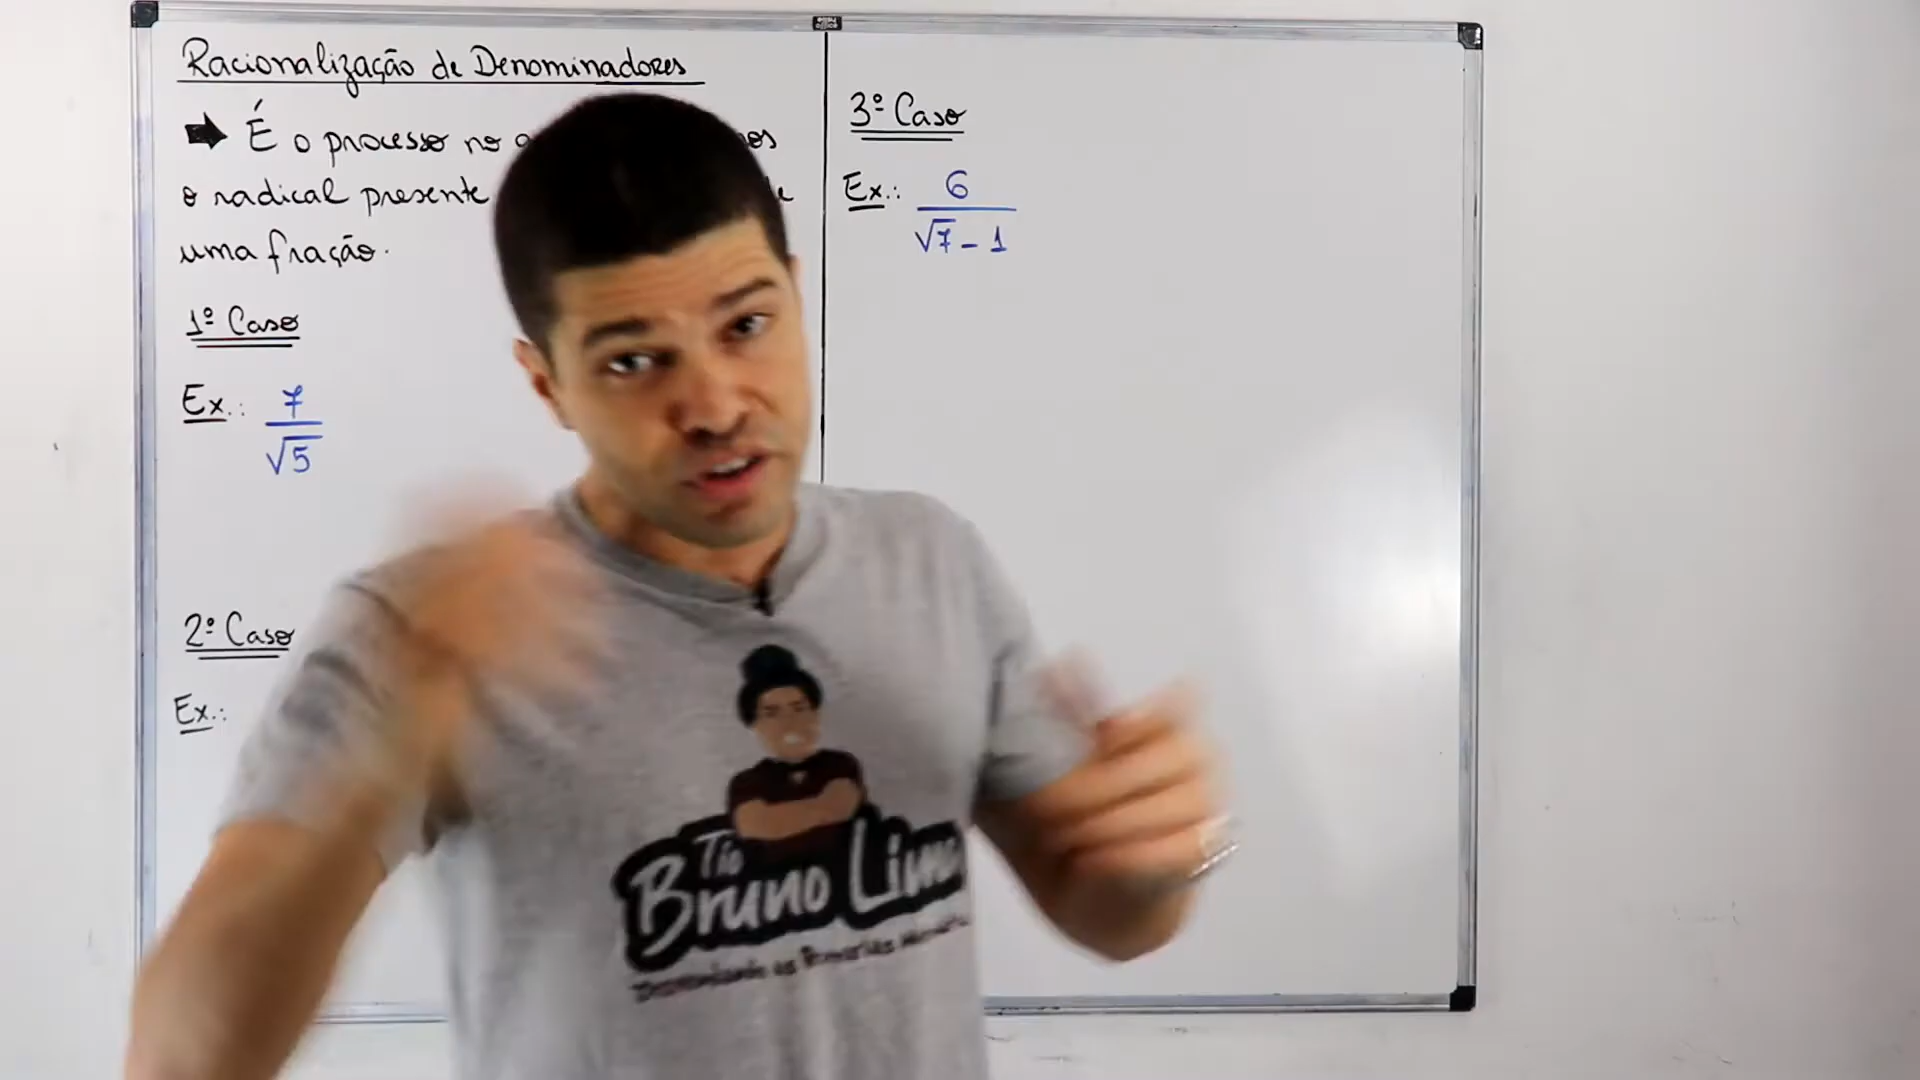 Racionalização de Denominadores
➡ É o processo no
o radical presente
uma fração.
1º Caso
Ex.: 7
√5
2º Caso
Ex.:
3º Caso
Ex.: 6
√7 - 1
Tio
Bruno Lima